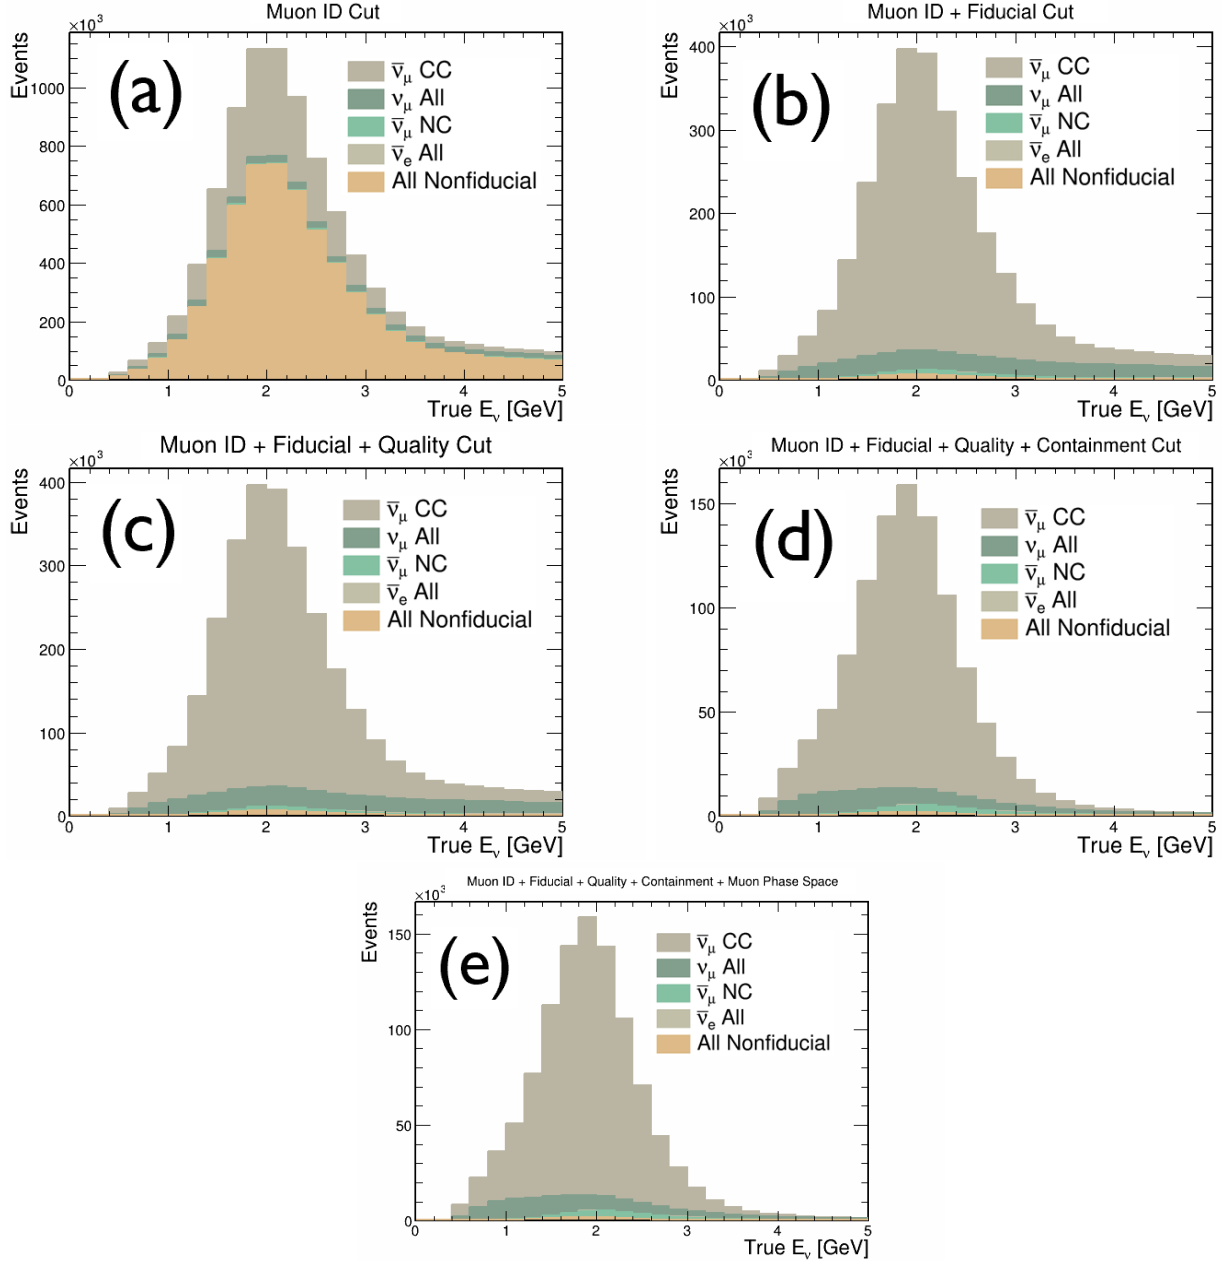 Muon ID Cut
×10³
Events
(a)
ν̅μ CC
νμ All
ν̅μ NC
ν̅e All
All Nonfiducial
1000
800
600
400
200
0
0 1 2 3 4 5
True Eν [GeV]
Muon ID + Fiducial Cut
×10³
Events
(b)
ν̅μ CC
νμ All
ν̅μ NC
ν̅e All
All Nonfiducial
400
300
200
100
0
0 1 2 3 4 5
True Eν [GeV]
Muon ID + Fiducial + Quality Cut
×10³
Events
(c)
ν̅μ CC
νμ All
ν̅μ NC
ν̅e All
All Nonfiducial
400
300
200
100
0
0 1 2 3 4 5
True Eν [GeV]
Muon ID + Fiducial + Quality + Containment Cut
×10³
Events
(d)
ν̅μ CC
νμ All
ν̅μ NC
ν̅e All
All Nonfiducial
150
100
50
0
0 1 2 3 4 5
True Eν [GeV]
Muon ID + Fiducial + Quality + Containment + Muon Phase Space
×10³
Events
(e)
ν̅μ CC
νμ All
ν̅μ NC
ν̅e All
All Nonfiducial
150
100
50
0
0 1 2 3 4 5
True Eν [GeV]